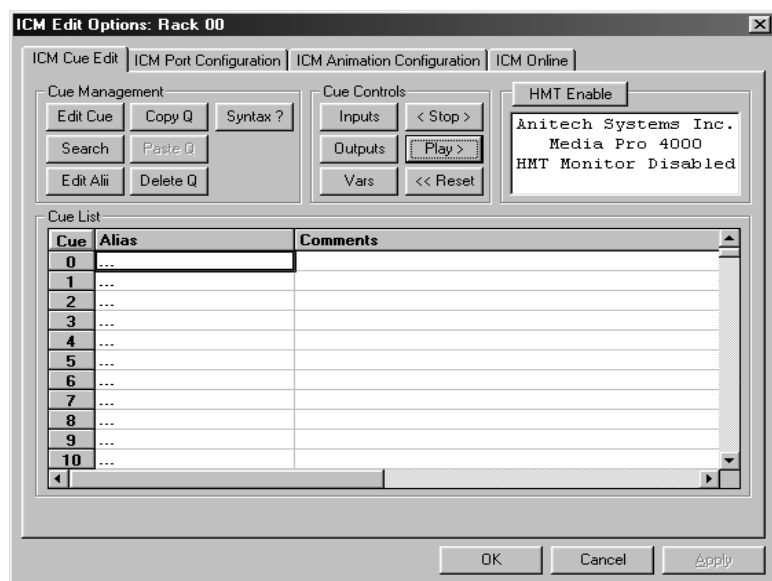 ICM Edit Options: Rack 00
ICM Cue Edit ICM Port Configuration ICM Animation Configuration ICM Online
Cue Management Cue Controls HMT Enable
Edit Cue Copy Q Syntax ? Inputs < Stop >
Search Paste Q Outputs Play >
Edit Alii Delete Q Vars << Reset
Anitech Systems Inc.
Media Pro 4000
HMT Monitor Disabled
Cue List
Cue Alias Comments
0 ...
1 ...
2 ...
3 ...
4 ...
5 ...
6 ...
7 ...
8 ...
9 ...
10 ...
OK Cancel Apply